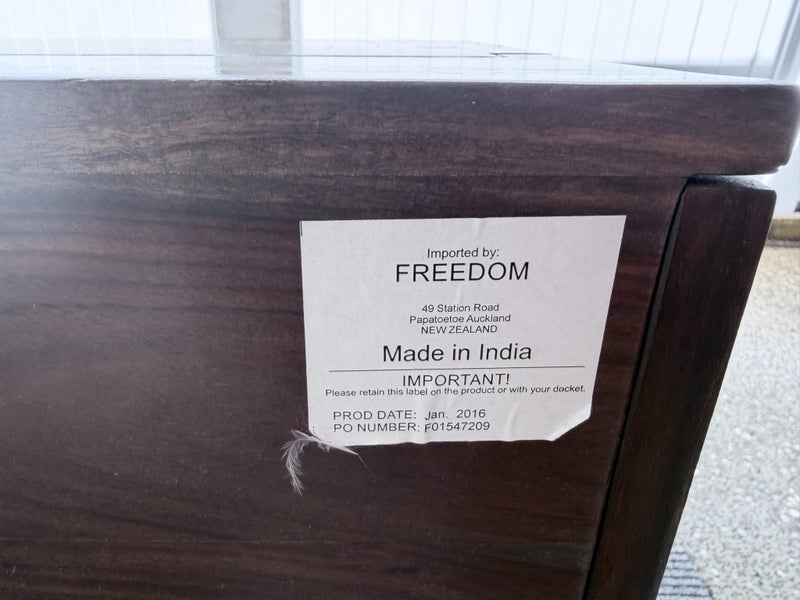 Imported by:
FREEDOM
49 Station Road
Papatoetoe Auckland
NEW ZEALAND
Made in India
IMPORTANT!
Please retain this label on the product or with your docket.
PROD DATE: Jan. 2016
PO NUMBER: F01547209